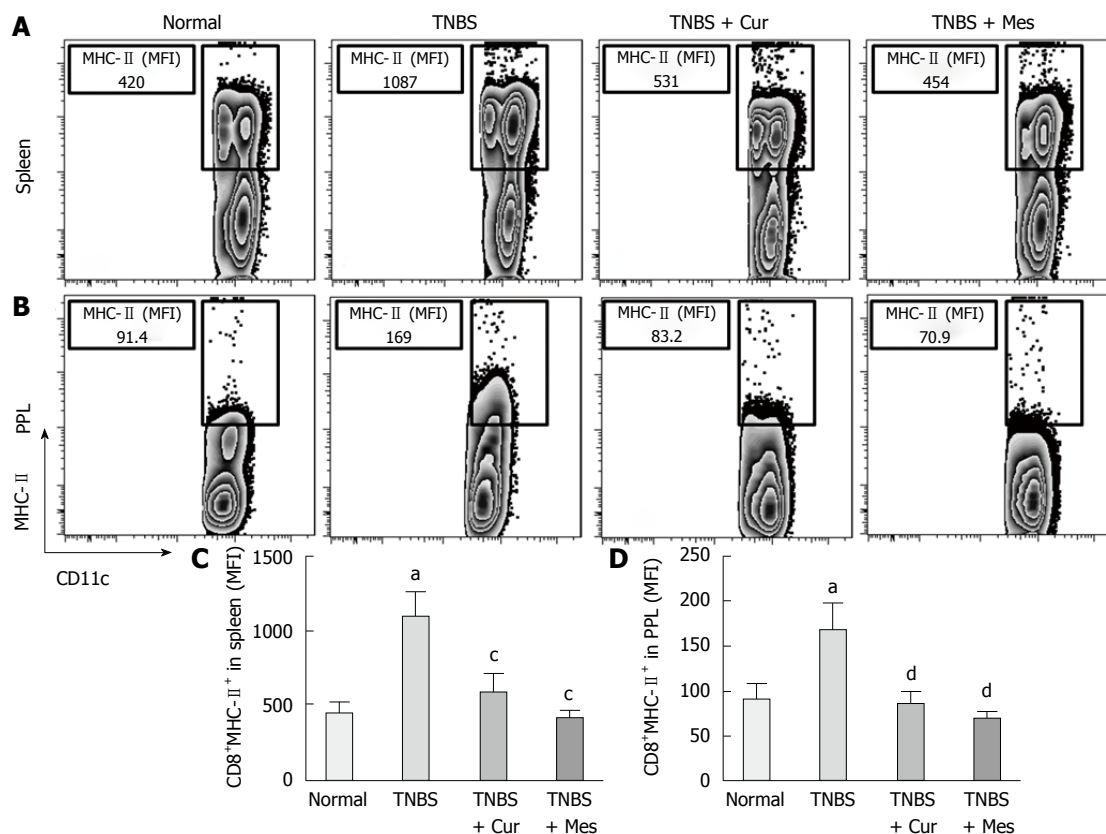 A
Normal
TNBS
TNBS + Cur
TNBS + Mes
MHC-Ⅱ (MFI)
420
MHC-Ⅱ (MFI)
1087
MHC-Ⅱ (MFI)
531
MHC-Ⅱ (MFI)
454
Spleen
B
MHC-Ⅱ (MFI)
91.4
MHC-Ⅱ (MFI)
169
MHC-Ⅱ (MFI)
83.2
MHC-Ⅱ (MFI)
70.9
PPL
MHC-Ⅱ
CD11c
C
CD8⁺MHC-Ⅱ⁺ in spleen (MFI)
1500
1000
500
0
a
c
c
Normal
TNBS
TNBS
+ Cur
TNBS
+ Mes
D
CD8⁺MHC-Ⅱ⁺ in PPL (MFI)
250
200
150
100
50
0
a
d
d
Normal
TNBS
TNBS
+ Cur
TNBS
+ Mes